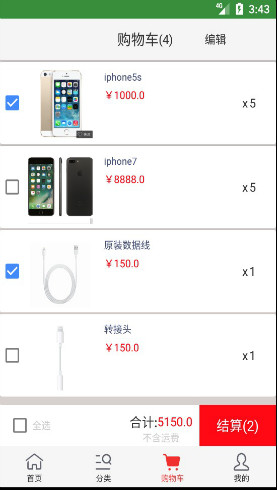 4G 3:43
购物车(4) 编辑
iphone5s
￥1000.0
x 5
iphone7
￥8888.0
x 5
原装数据线
￥150.0
x 1
转接头
￥150.0
x 1
全选
合计:5150.0
不含运费
结算(2)
首页 分类 购物车 我的